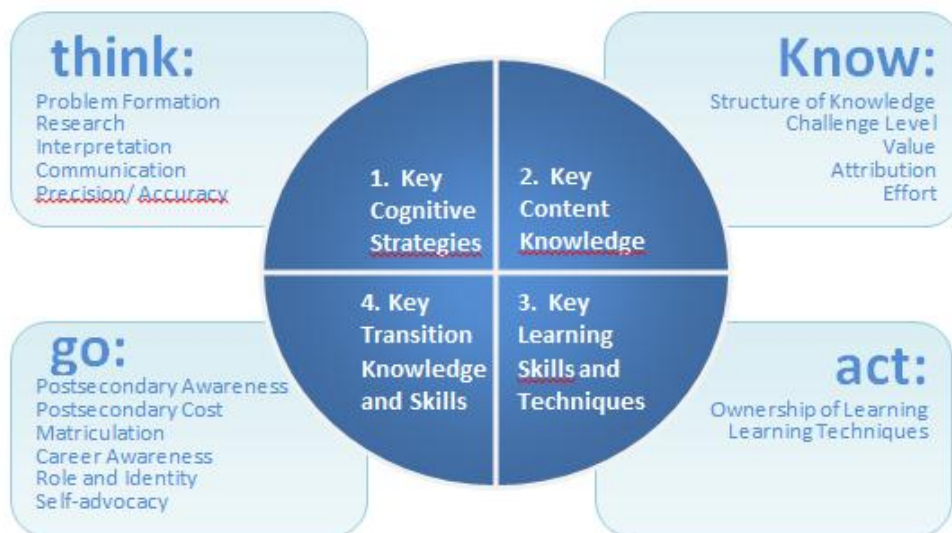 think:
Problem Formation
Research
Interpretation
Communication
Precision/ Accuracy
Know:
Structure of Knowledge
Challenge Level
Value
Attribution
Effort
1. Key
Cognitive
Strategies
2. Key
Content
Knowledge
4. Key
Transition
Knowledge
and Skills
3. Key
Learning
Skills and
Techniques
go:
Postsecondary Awareness
Postsecondary Cost
Matriculation
Career Awareness
Role and Identity
Self-advocacy
act:
Ownership of Learning
Learning Techniques